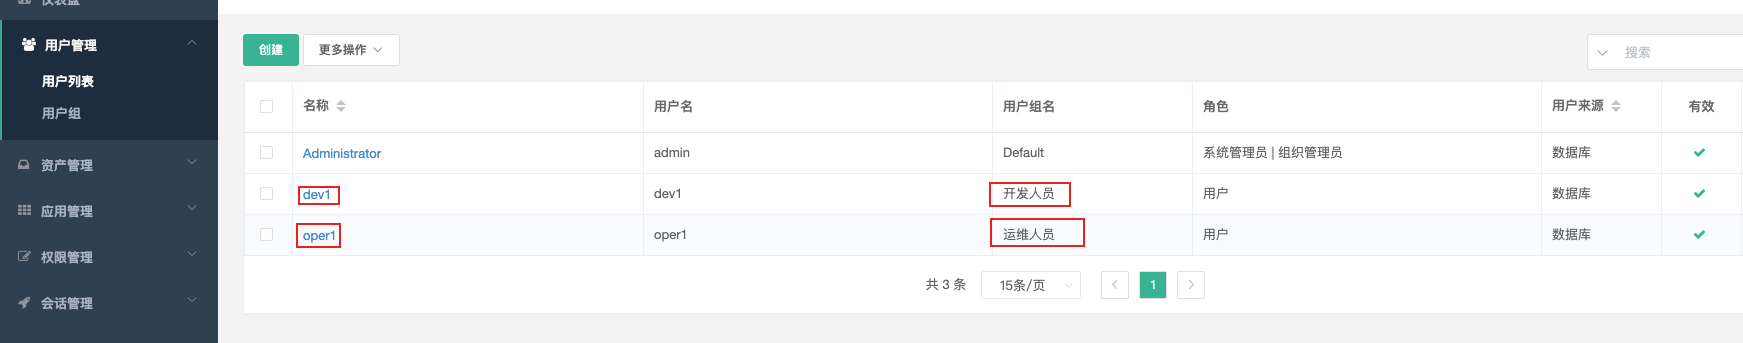 仪表盘
用户管理
用户列表
用户组
资产管理
应用管理
权限管理
会话管理
创建 更多操作 搜索
名称 用户名 用户组名 角色 用户来源 有效
Administrator admin Default 系统管理员 | 组织管理员 数据库
dev1 dev1 开发人员 用户 数据库
oper1 oper1 运维人员 用户 数据库
共 3 条 15条/页 1